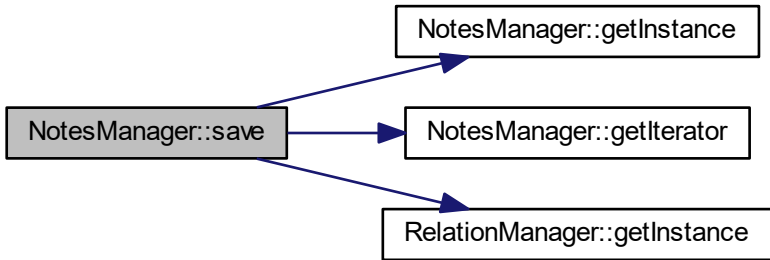 NotesManager::getInstance
NotesManager::save
NotesManager::getIterator
RelationManager::getInstance